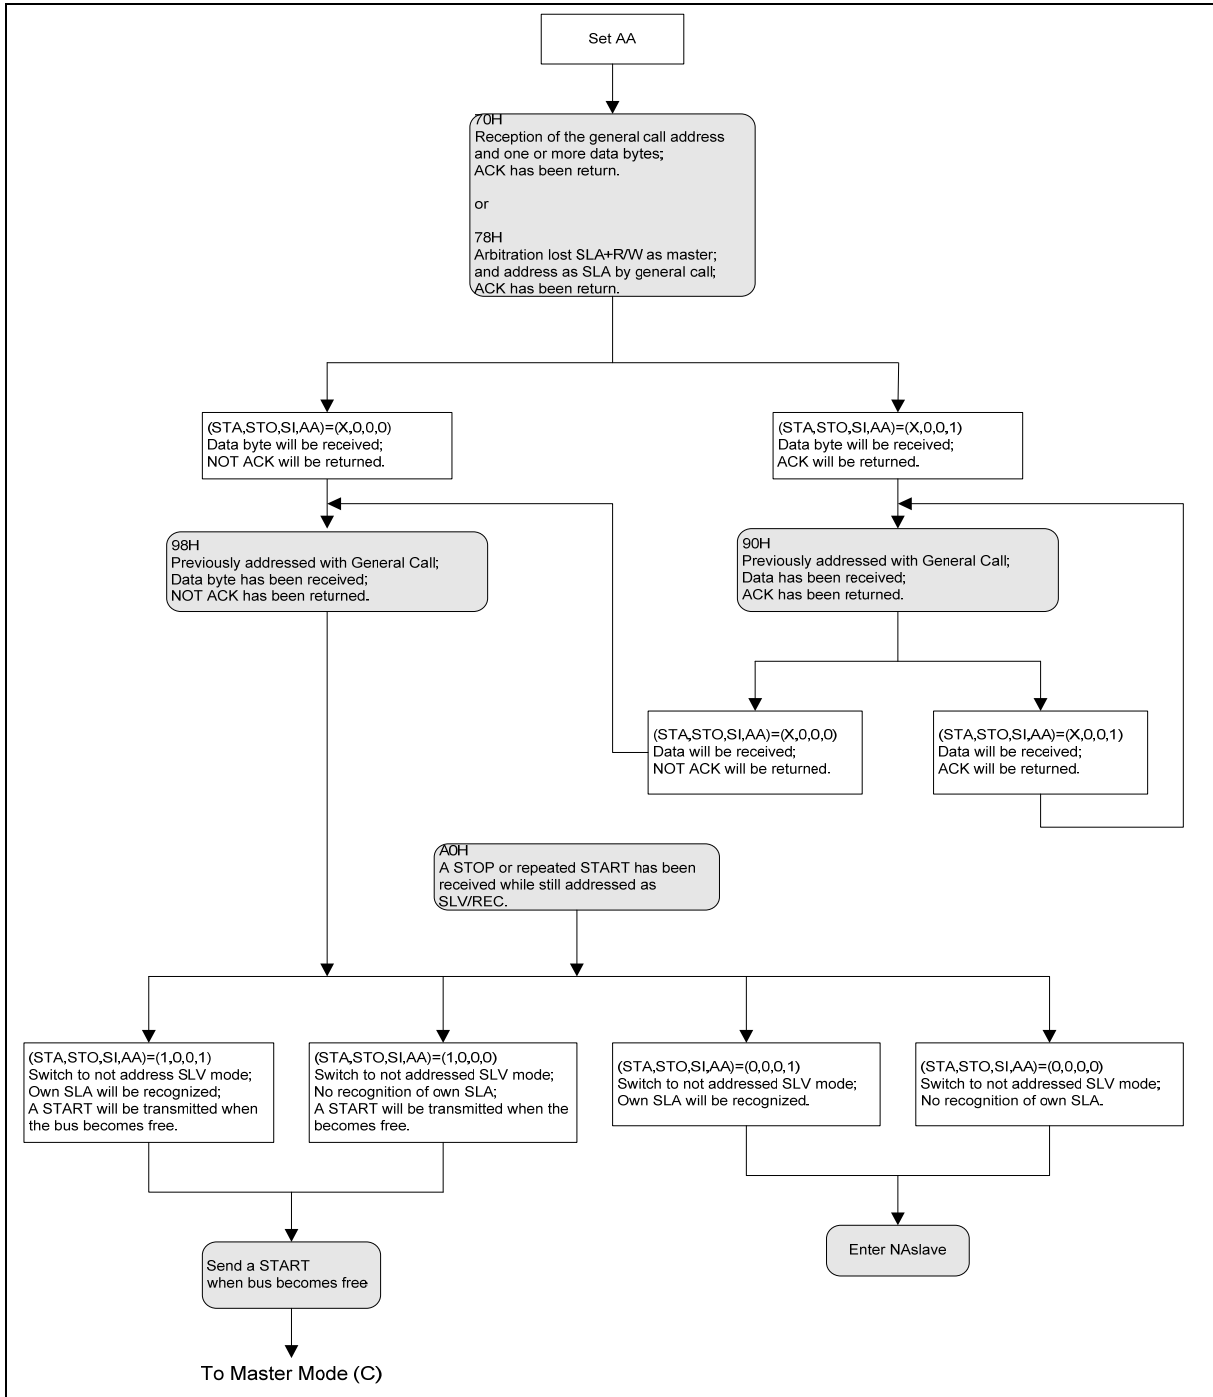 Set AA
70H
Reception of the general call address
and one or more data bytes;
ACK has been return.
or
78H
Arbitration lost SLA+R/W as master;
and address as SLA by general call;
ACK has been return.
(STA,STO,SI,AA)=(X,0,0,0)
Data byte will be received;
NOT ACK will be returned.
(STA,STO,SI,AA)=(X,0,0,1)
Data byte will be received;
ACK will be returned.
98H
Previously addressed with General Call;
Data byte has been received;
NOT ACK has been returned.
90H
Previously addressed with General Call;
Data has been received;
ACK has been returned.
(STA,STO,SI,AA)=(X,0,0,0)
Data will be received;
NOT ACK will be returned.
(STA,STO,SI,AA)=(X,0,0,1)
Data will be received;
ACK will be returned.
A0H
A STOP or repeated START has been
received while still addressed as
SLV/REC.
(STA,STO,SI,AA)=(1,0,0,1)
Switch to not address SLV mode;
Own SLA will be recognized;
A START will be transmitted when
the bus becomes free.
(STA,STO,SI,AA)=(1,0,0,0)
Switch to not addressed SLV mode;
No recognition of own SLA;
A START will be transmitted when the
becomes free.
(STA,STO,SI,AA)=(0,0,0,1)
Switch to not addressed SLV mode;
Own SLA will be recognized.
(STA,STO,SI,AA)=(0,0,0,0)
Switch to not addressed SLV mode;
No recognition of own SLA.
Send a START
when bus becomes free
Enter NAslave
To Master Mode (C)